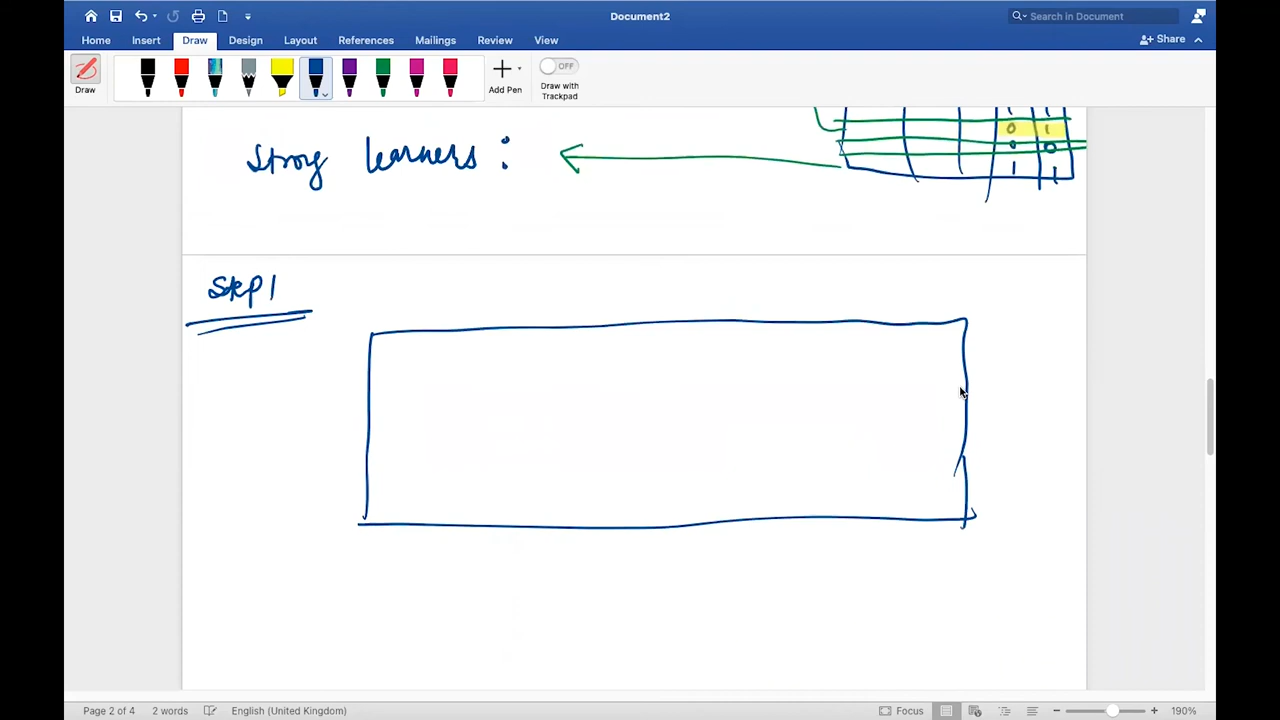 Document2
Search in Document
Home Insert Draw Design Layout References Mailings Review View
Share
Draw
Add Pen
OFF
Draw with
Trackpad
0 1
Strong learners :
1 1
Step 1
Page 2 of 4 2 words English (United Kingdom) Focus 190%